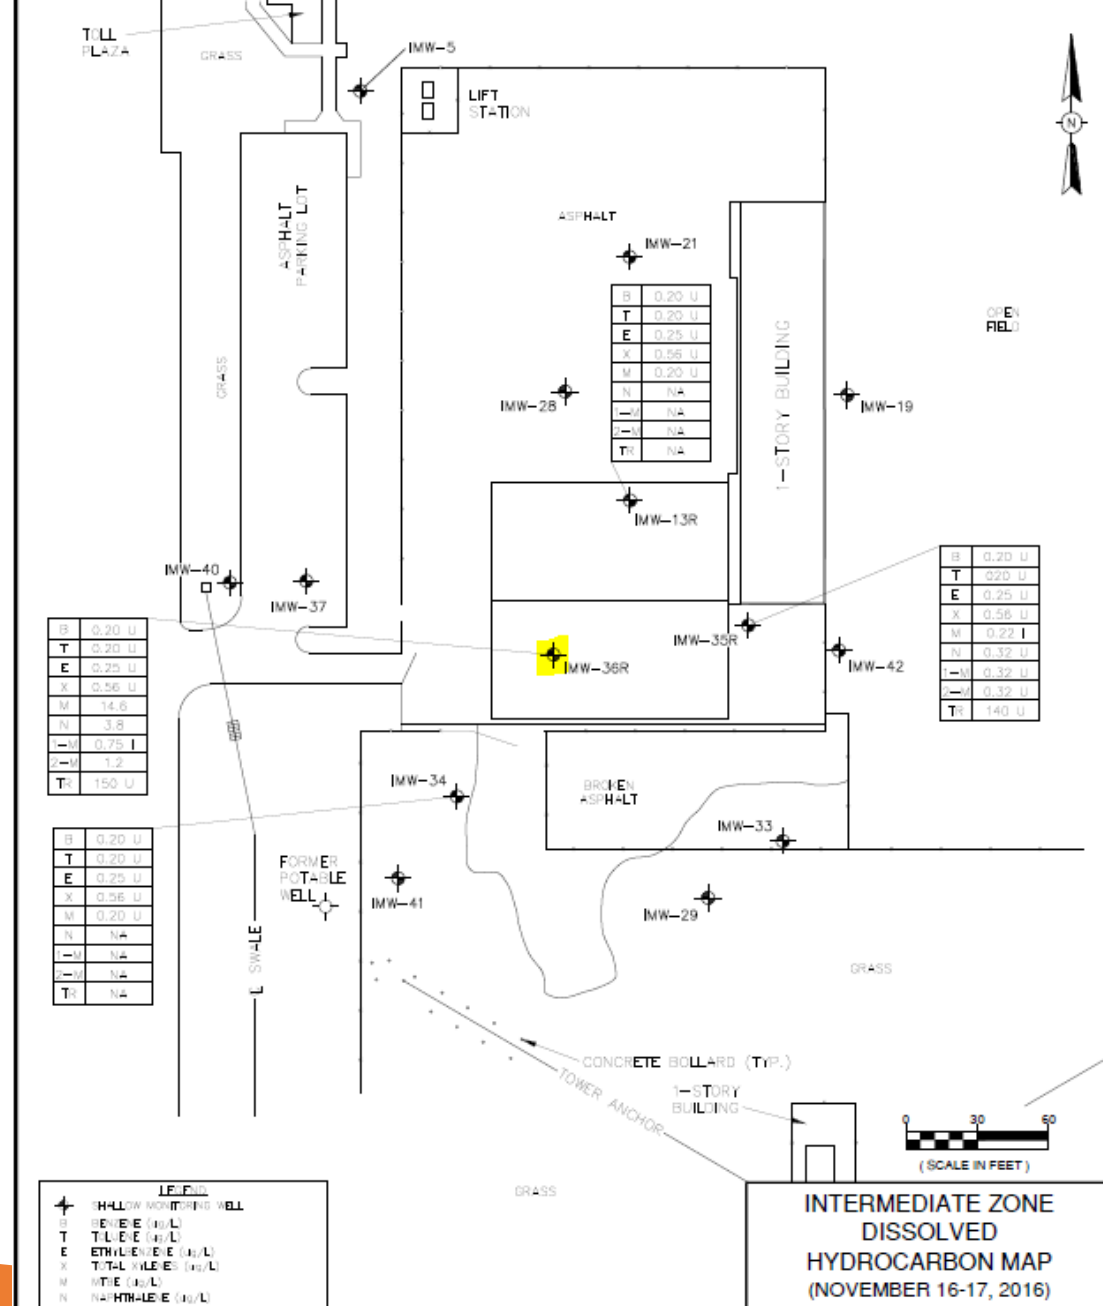 TOLL
PLAZA
GRASS
IMW-5
LIFT
STATION
N
ASPHALT
PARKING LOT
ASPHALT
IMW-21
B 0.20 U
T 0.20 U
E 0.25 U
X 0.56 U
M 0.20 U
N NA
1-M NA
2-M NA
TR NA
OPEN
FIELD
1-STORY BUILDING
GRASS
IMW-28
IMW-19
IMW-13R
IMW-40
IMW-37
B 0.20 U
T 020 U
E 0.25 U
X 0.56 U
M 0.22 I
N 0.32 U
1-M 0.32 U
2-M 0.32 U
TR 140 U
IMW-35R
IMW-42
IMW-36R
B 0.20 U
T 0.20 U
E 0.25 U
X 0.56 U
M 14.6
N 3.8
1-M 0.75 I
2-M 1.2
TR 150 U
IMW-34
BROKEN
ASPHALT
IMW-33
B 0.20 U
T 0.20 U
E 0.25 U
X 0.56 U
M 0.20 U
N NA
1-M NA
2-M NA
TR NA
FORMER
POTABLE
WELL
IMW-41
IMW-29
SWALE
GRASS
CONCRETE BOLLARD (TYP.)
TOWER ANCHOR
1-STORY
BUILDING
0 30 60
( SCALE IN FEET )
GRASS
LEGEND
SHALLOW MONITORING WELL
B BENZENE (ug/L)
T TOLUENE (ug/L)
E ETHYLBENZENE (ug/L)
X TOTAL XYLENES (ug/L)
M MTBE (ug/L)
N NAPHTHALENE (ug/L)
INTERMEDIATE ZONE
DISSOLVED
HYDROCARBON MAP
(NOVEMBER 16-17, 2016)